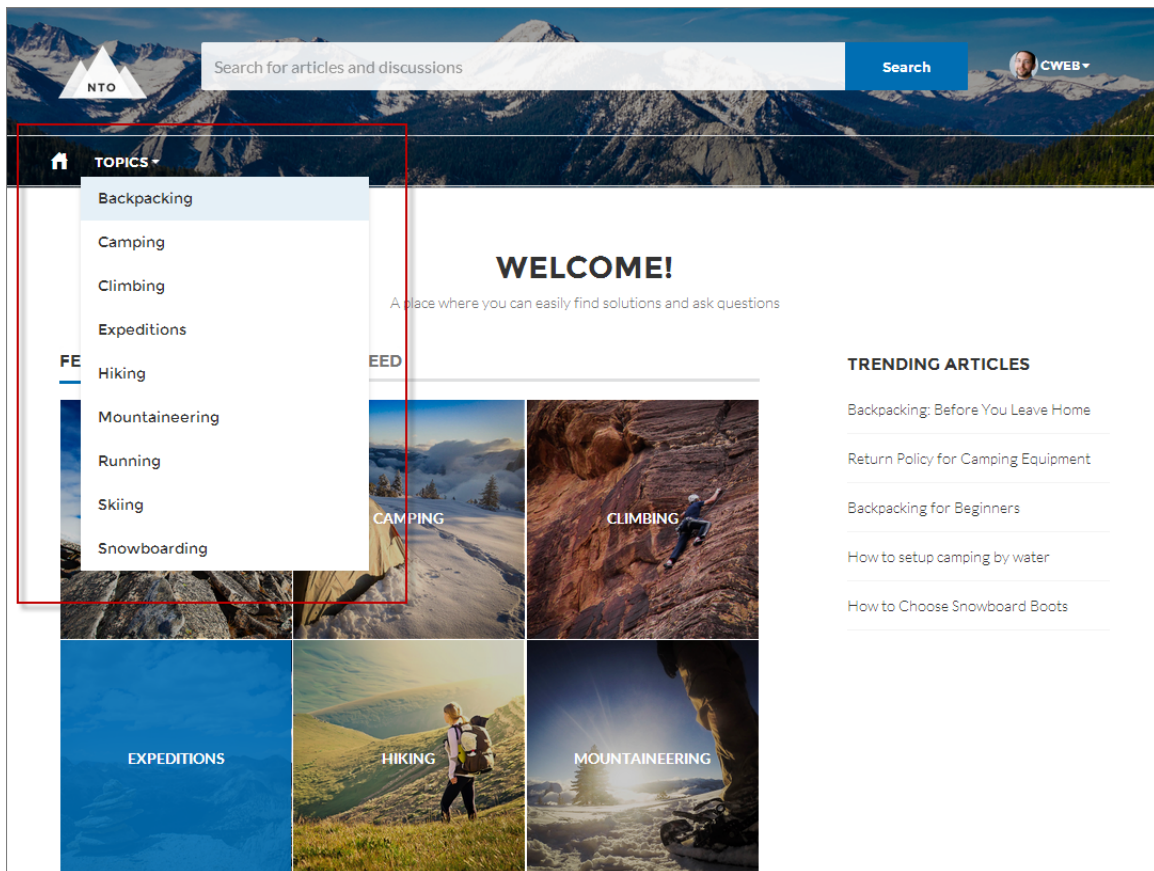 NTO
Search for articles and discussions
Search
CWEB
TOPICS
Backpacking
Camping
Climbing
Expeditions
Hiking
Mountaineering
Running
Skiing
Snowboarding
WELCOME!
A place where you can easily find solutions and ask questions
FE
EED
CAMPING
CLIMBING
EXPEDITIONS
HIKING
MOUNTAINEERING
TRENDING ARTICLES
Backpacking: Before You Leave Home
Return Policy for Camping Equipment
Backpacking for Beginners
How to setup camping by water
How to Choose Snowboard Boots